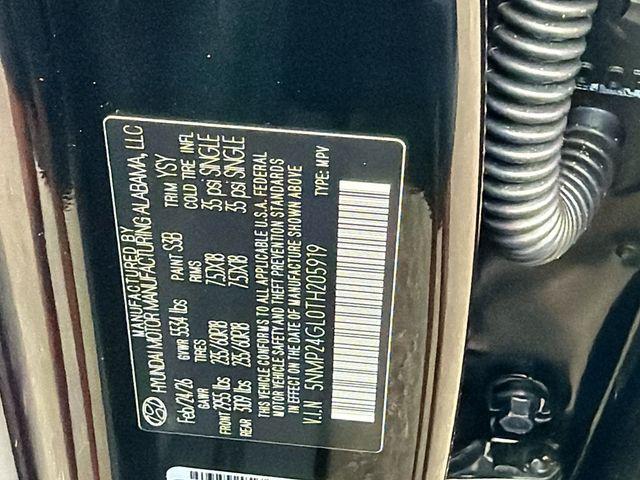 MANUFACTURED BY
HYUNDAI MOTOR MANUFACTURING ALABAMA, LLC
Feb/24/26 GVWR 5534 lbs PAINT S3B TRIM YSY
GAWR TIRES RIMS COLD TIRE INFL
FRONT 2955 lbs 235/60R18 7.5JX18 35 psi SINGLE
REAR 3109 lbs 235/60R18 7.5JX18 35 psi SINGLE
THIS VEHICLE CONFORMS TO ALL APPLICABLE U.S.A. FEDERAL
MOTOR VEHICLE SAFETY AND THEFT PREVENTION STANDARDS
IN EFFECT ON THE DATE OF MANUFACTURE SHOWN ABOVE
V.I.N 5NMP24GL0TH205919 TYPE: MPV